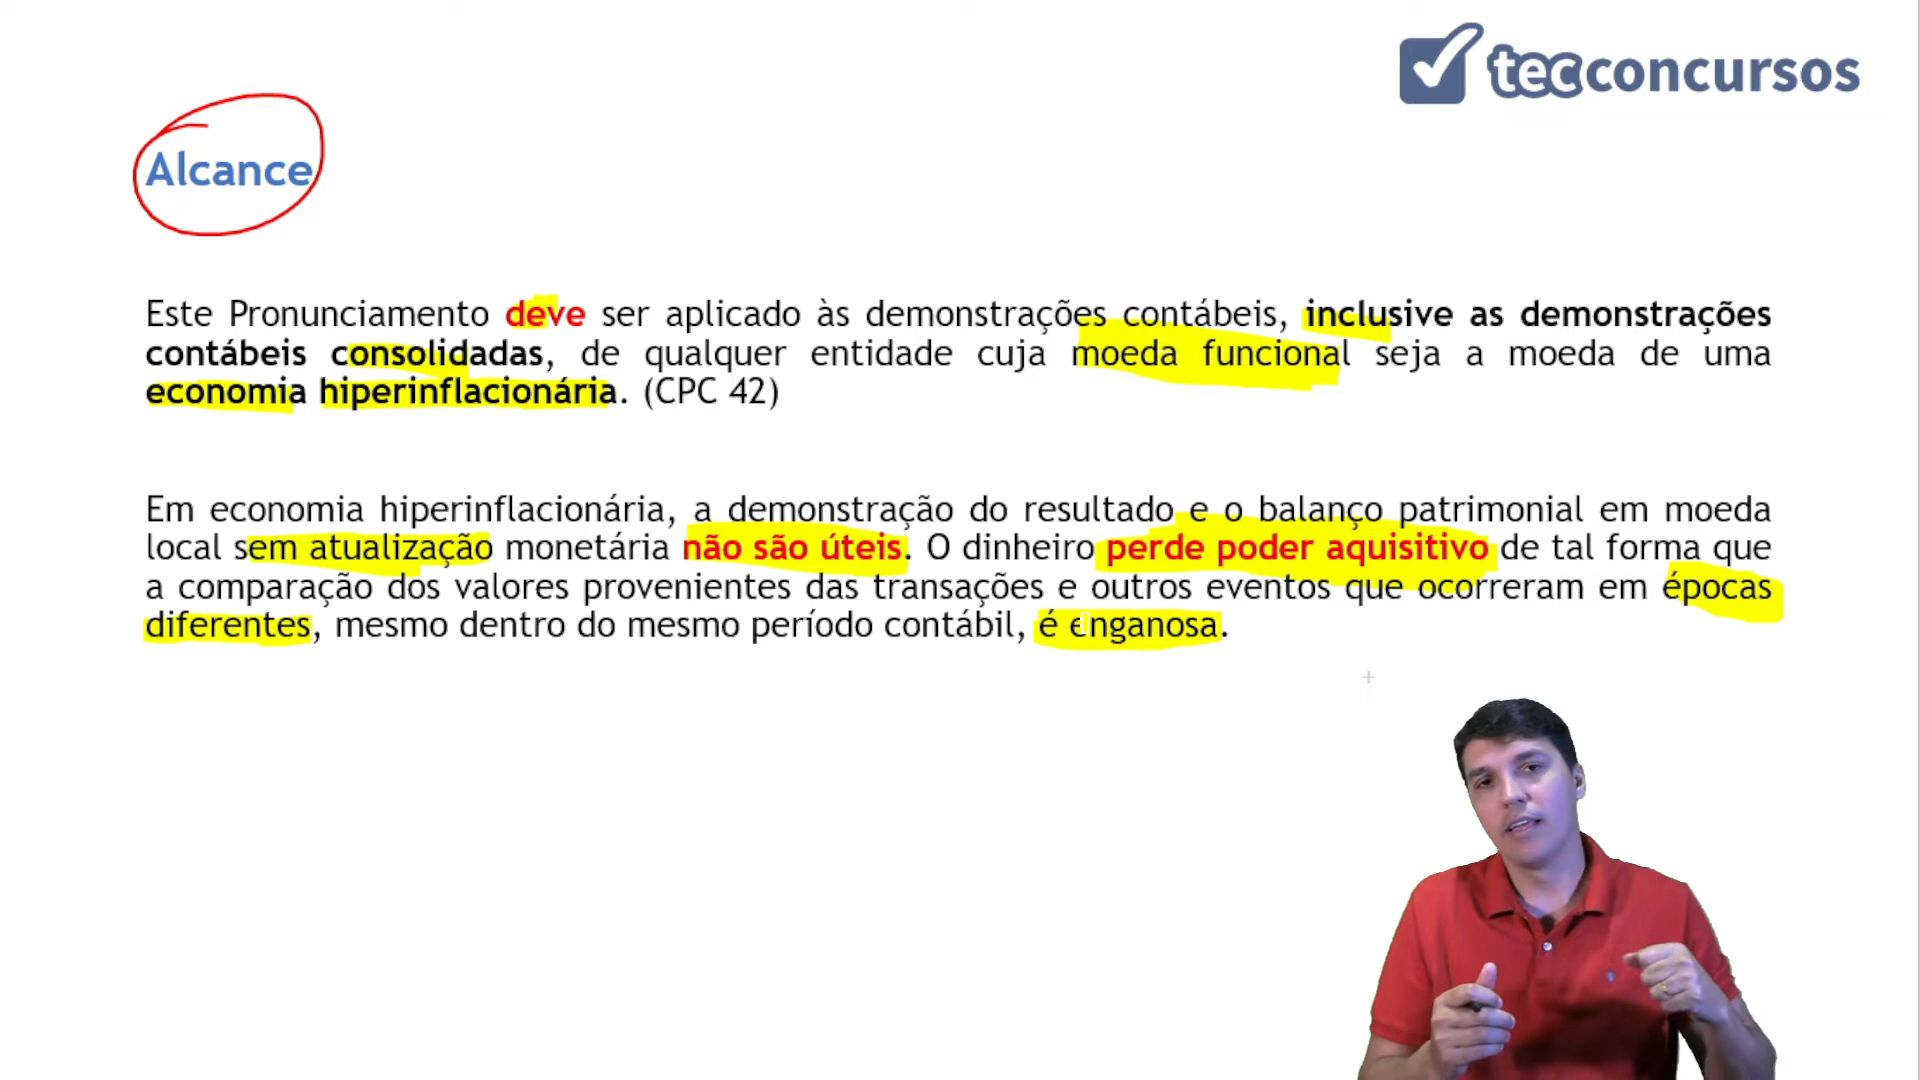 tecconcursos
Alcance
Este Pronunciamento deve ser aplicado às demonstrações contábeis, inclusive as demonstrações
contábeis consolidadas, de qualquer entidade cuja moeda funcional seja a moeda de uma
economia hiperinflacionária. (CPC 42)
Em economia hiperinflacionária, a demonstração do resultado e o balanço patrimonial em moeda
local sem atualização monetária não são úteis. O dinheiro perde poder aquisitivo de tal forma que
a comparação dos valores provenientes das transações e outros eventos que ocorreram em épocas
diferentes, mesmo dentro do mesmo período contábil, é enganosa.